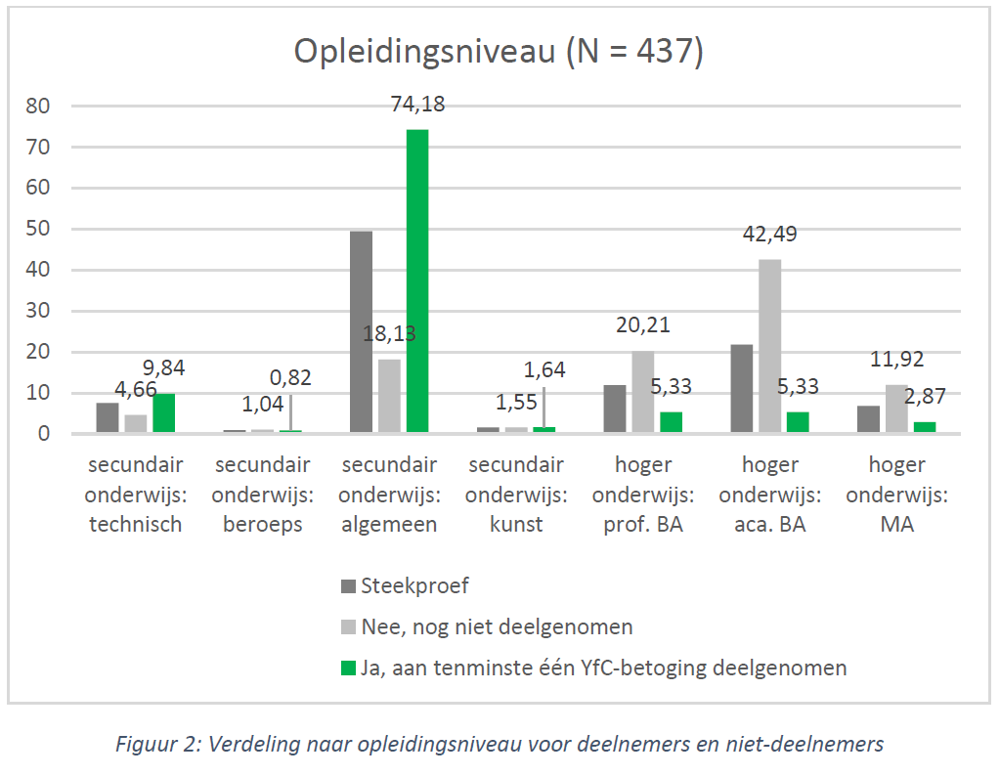 Opleidingsniveau (N = 437)
80
70
60
50
40
30
20
10
0
4,66
9,84
1,04
0,82
18,13
74,18
1,55
1,64
20,21
5,33
42,49
5,33
11,92
2,87
secundair
onderwijs:
technisch
secundair
onderwijs:
beroeps
secundair
onderwijs:
algemeen
secundair
onderwijs:
kunst
hoger
onderwijs:
prof. BA
hoger
onderwijs:
aca. BA
hoger
onderwijs:
MA
Steekproef
Nee, nog niet deelgenomen
Ja, aan tenminste één YfC-betoging deelgenomen
Figuur 2: Verdeling naar opleidingsniveau voor deelnemers en niet-deelnemers